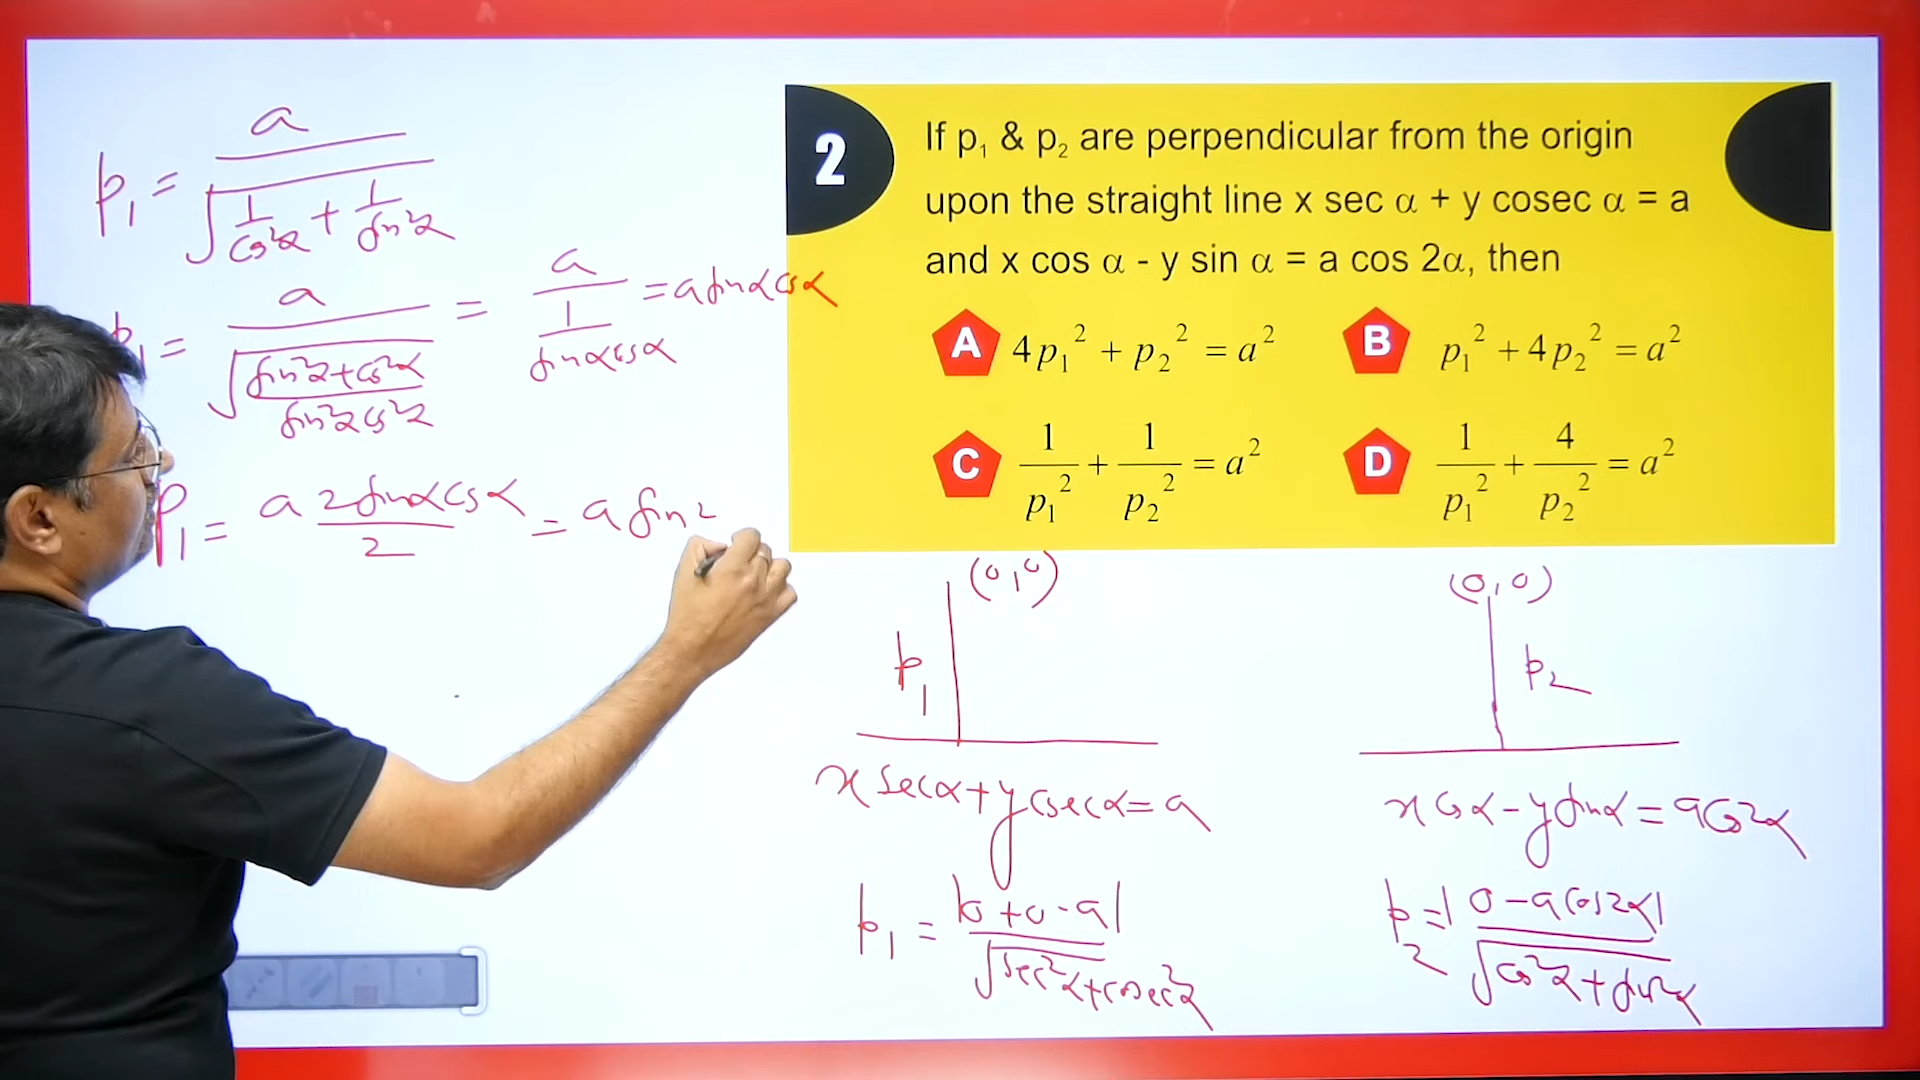 p₁ = a / √(1/cos²α + 1/sin²α)
p₁ = a / √((sin²α + cos²α) / (sin²α cos²α)) = a / (1 / (sinα cosα)) = a sinα cosα
p₁ = a 2 sinα cosα / 2 = a sin2
2
If p₁ & p₂ are perpendicular from the origin
upon the straight line x sec α + y cosec α = a
and x cos α - y sin α = a cos 2α, then
A 4p₁² + p₂² = a²
B p₁² + 4p₂² = a²
C 1/p₁² + 1/p₂² = a²
D 1/p₁² + 4/p₂² = a²
(0,0)
p₁
x secα + y cosecα = a
p₁ = |0 + 0 - a| / √(sec²α + cosec²α)
(0,0)
p₂
x cosα - y sinα = a cos2α
p₂ = |0 - a cos2α| / √(cos²α + sin²α)